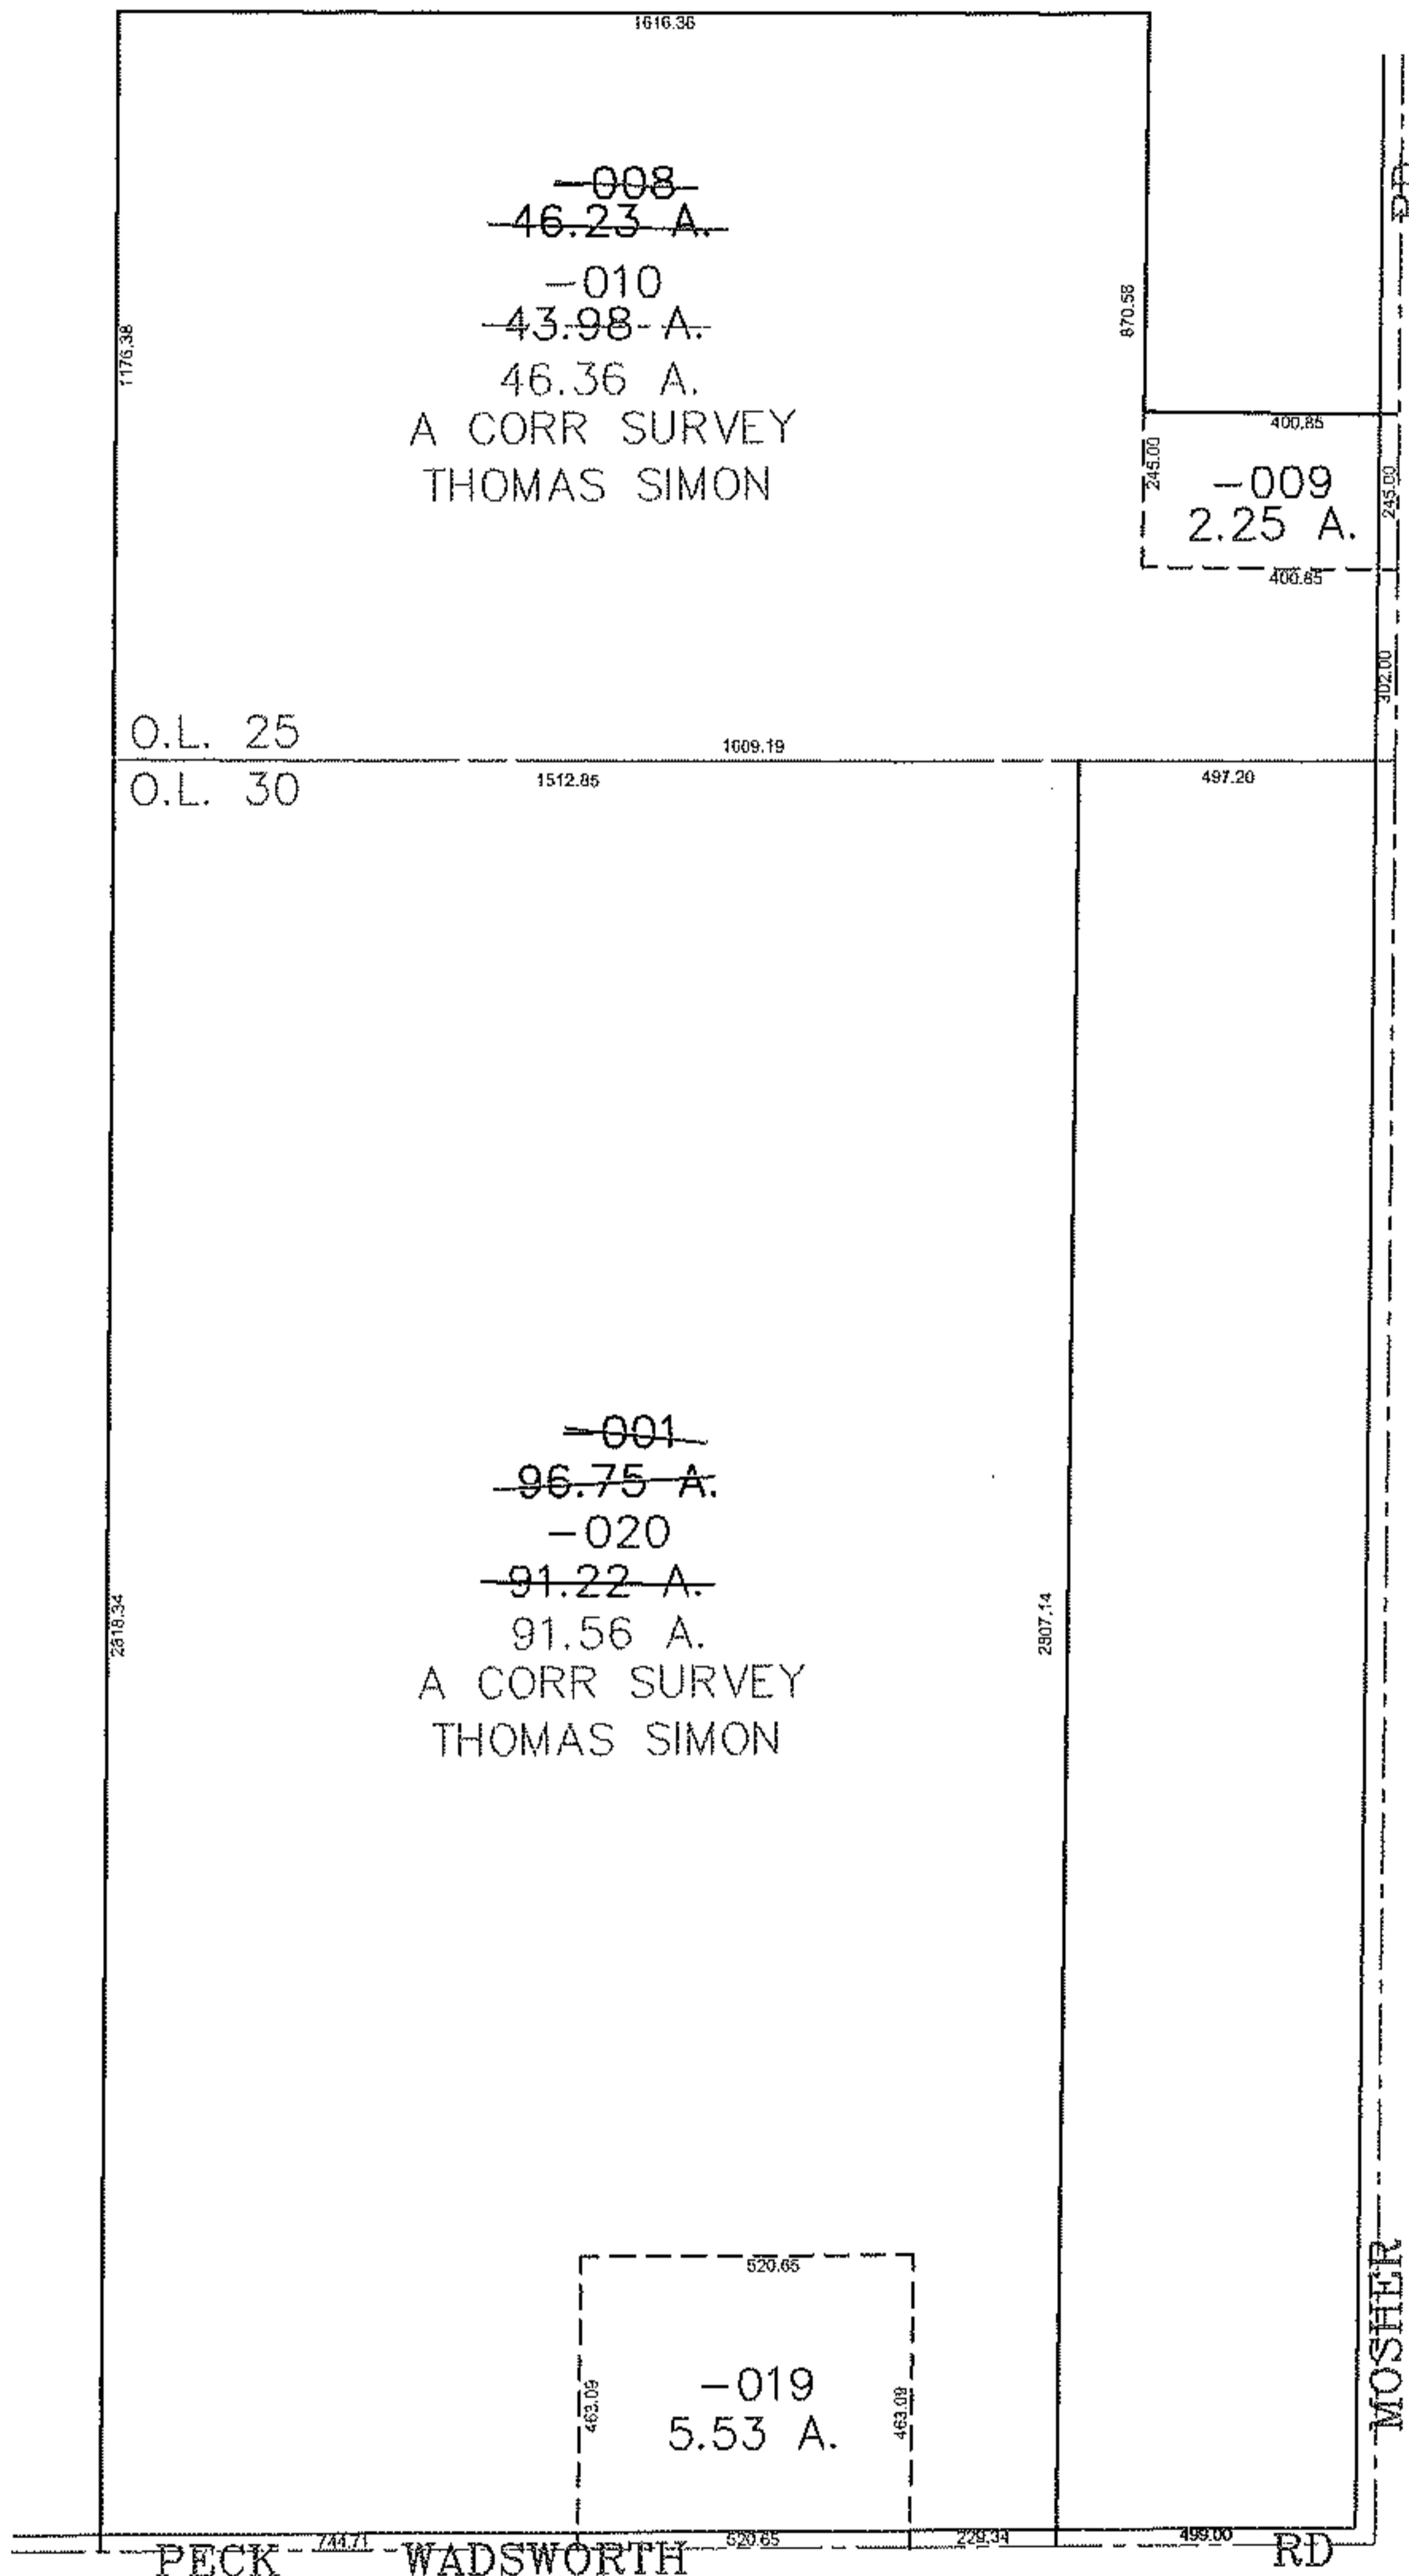 1616.36
-008
46.23 A.
-010
43.98 A.
46.36 A.
A CORR SURVEY
THOMAS SIMON
1176.38
870.58
400.85
245.00
-009
2.25 A.
245.00
400.85
302.00
O.L. 25
1609.19
O.L. 30
1512.85
497.20
-001
96.75 A.
-020
91.22 A.
91.56 A.
A CORR SURVEY
THOMAS SIMON
2818.34
2807.14
520.65
463.09
-019
5.53 A.
463.09
MOSHER
744.71
520.65
229.34
499.00
PECK WADSWORTH RD